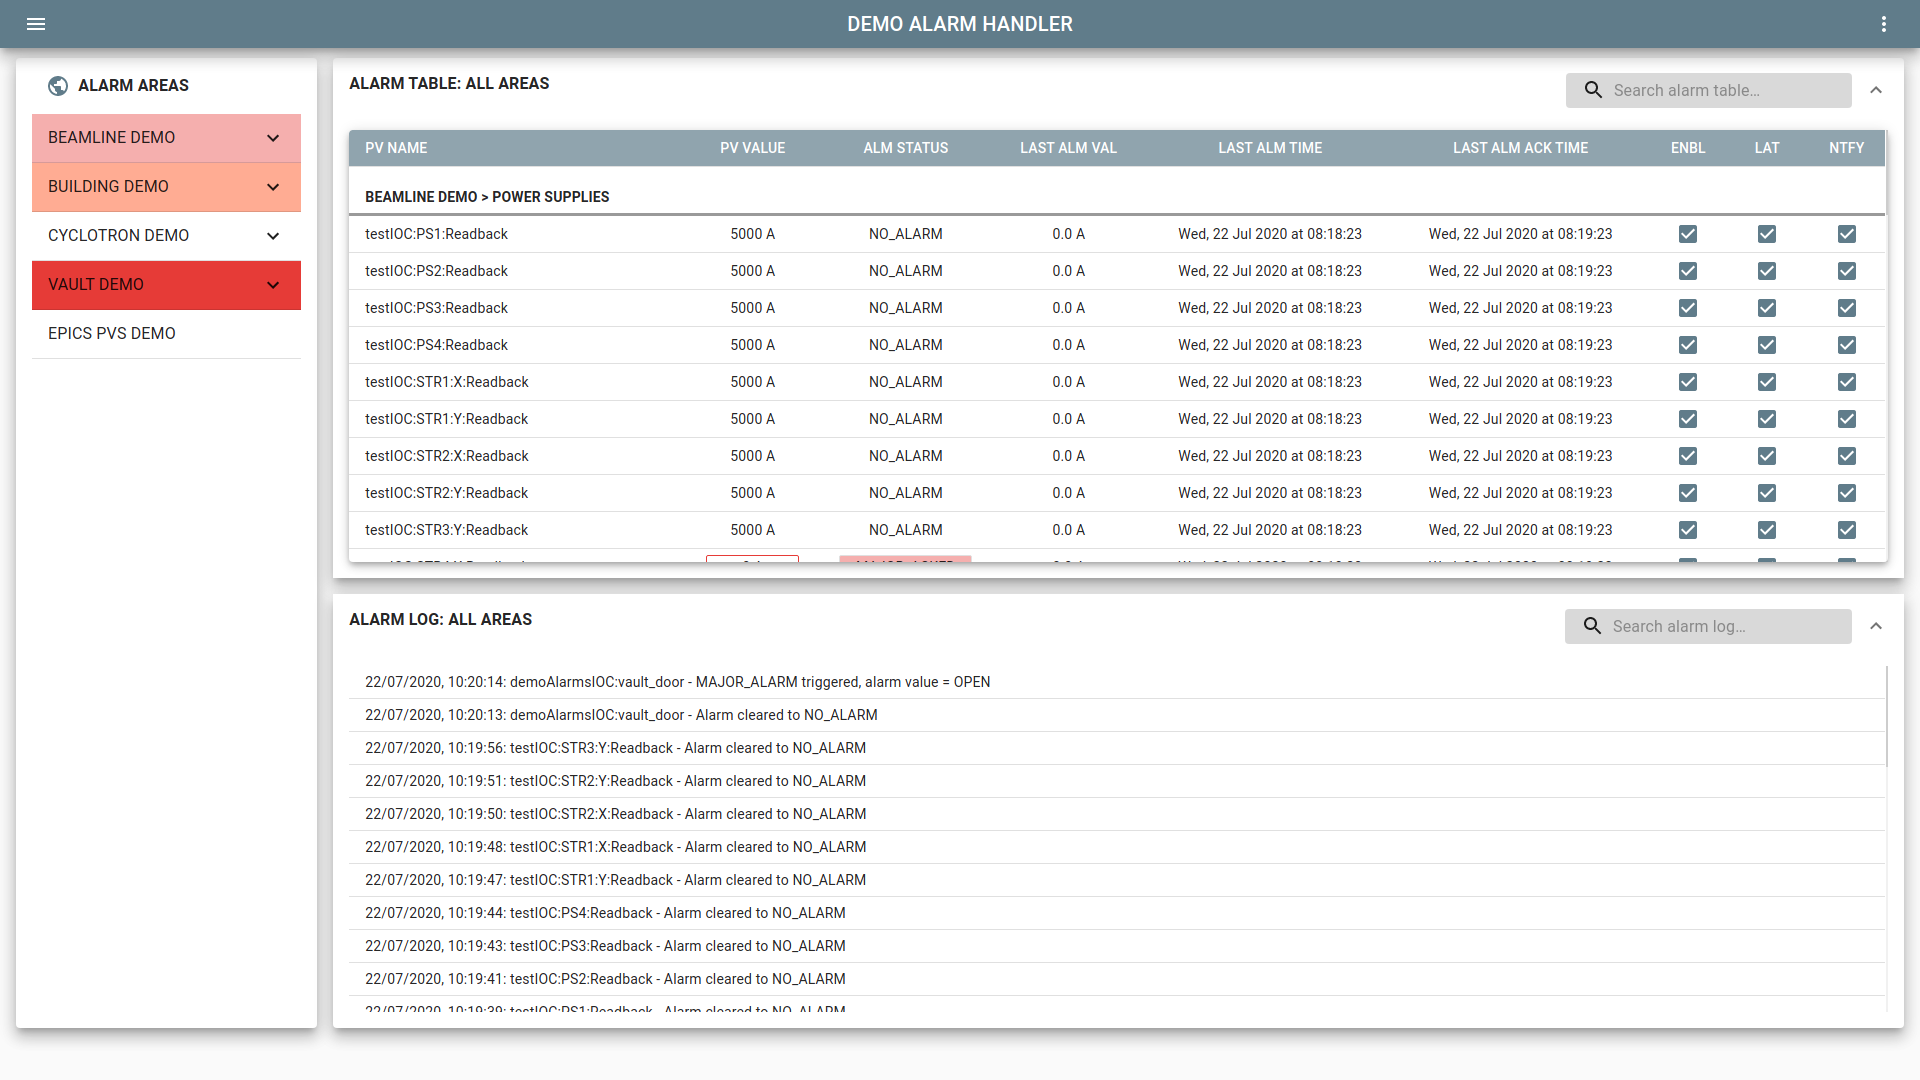 DEMO ALARM HANDLER
ALARM AREAS
BEAMLINE DEMO
BUILDING DEMO
CYCLOTRON DEMO
VAULT DEMO
EPICS PVS DEMO
ALARM TABLE: ALL AREAS
Search alarm table...
PV NAME PV VALUE ALM STATUS LAST ALM VAL LAST ALM TIME LAST ALM ACK TIME ENBL LAT NTFY
BEAMLINE DEMO > POWER SUPPLIES
testIOC:PS1:Readback 5000 A NO_ALARM 0.0 A Wed, 22 Jul 2020 at 08:18:23 Wed, 22 Jul 2020 at 08:19:23
testIOC:PS2:Readback 5000 A NO_ALARM 0.0 A Wed, 22 Jul 2020 at 08:18:23 Wed, 22 Jul 2020 at 08:19:23
testIOC:PS3:Readback 5000 A NO_ALARM 0.0 A Wed, 22 Jul 2020 at 08:18:23 Wed, 22 Jul 2020 at 08:19:23
testIOC:PS4:Readback 5000 A NO_ALARM 0.0 A Wed, 22 Jul 2020 at 08:18:23 Wed, 22 Jul 2020 at 08:19:23
testIOC:STR1:X:Readback 5000 A NO_ALARM 0.0 A Wed, 22 Jul 2020 at 08:18:23 Wed, 22 Jul 2020 at 08:19:23
testIOC:STR1:Y:Readback 5000 A NO_ALARM 0.0 A Wed, 22 Jul 2020 at 08:18:23 Wed, 22 Jul 2020 at 08:19:23
testIOC:STR2:X:Readback 5000 A NO_ALARM 0.0 A Wed, 22 Jul 2020 at 08:18:23 Wed, 22 Jul 2020 at 08:19:23
testIOC:STR2:Y:Readback 5000 A NO_ALARM 0.0 A Wed, 22 Jul 2020 at 08:18:23 Wed, 22 Jul 2020 at 08:19:23
testIOC:STR3:Y:Readback 5000 A NO_ALARM 0.0 A Wed, 22 Jul 2020 at 08:18:23 Wed, 22 Jul 2020 at 08:19:23
ALARM LOG: ALL AREAS
Search alarm log...
22/07/2020, 10:20:14: demoAlarmsIOC:vault_door - MAJOR_ALARM triggered, alarm value = OPEN
22/07/2020, 10:20:13: demoAlarmsIOC:vault_door - Alarm cleared to NO_ALARM
22/07/2020, 10:19:56: testIOC:STR3:Y:Readback - Alarm cleared to NO_ALARM
22/07/2020, 10:19:51: testIOC:STR2:Y:Readback - Alarm cleared to NO_ALARM
22/07/2020, 10:19:50: testIOC:STR2:X:Readback - Alarm cleared to NO_ALARM
22/07/2020, 10:19:48: testIOC:STR1:X:Readback - Alarm cleared to NO_ALARM
22/07/2020, 10:19:47: testIOC:STR1:Y:Readback - Alarm cleared to NO_ALARM
22/07/2020, 10:19:44: testIOC:PS4:Readback - Alarm cleared to NO_ALARM
22/07/2020, 10:19:43: testIOC:PS3:Readback - Alarm cleared to NO_ALARM
22/07/2020, 10:19:41: testIOC:PS2:Readback - Alarm cleared to NO_ALARM
22/07/2020, 10:19:39: testIOC:PS1:Readback - Alarm cleared to NO_ALARM